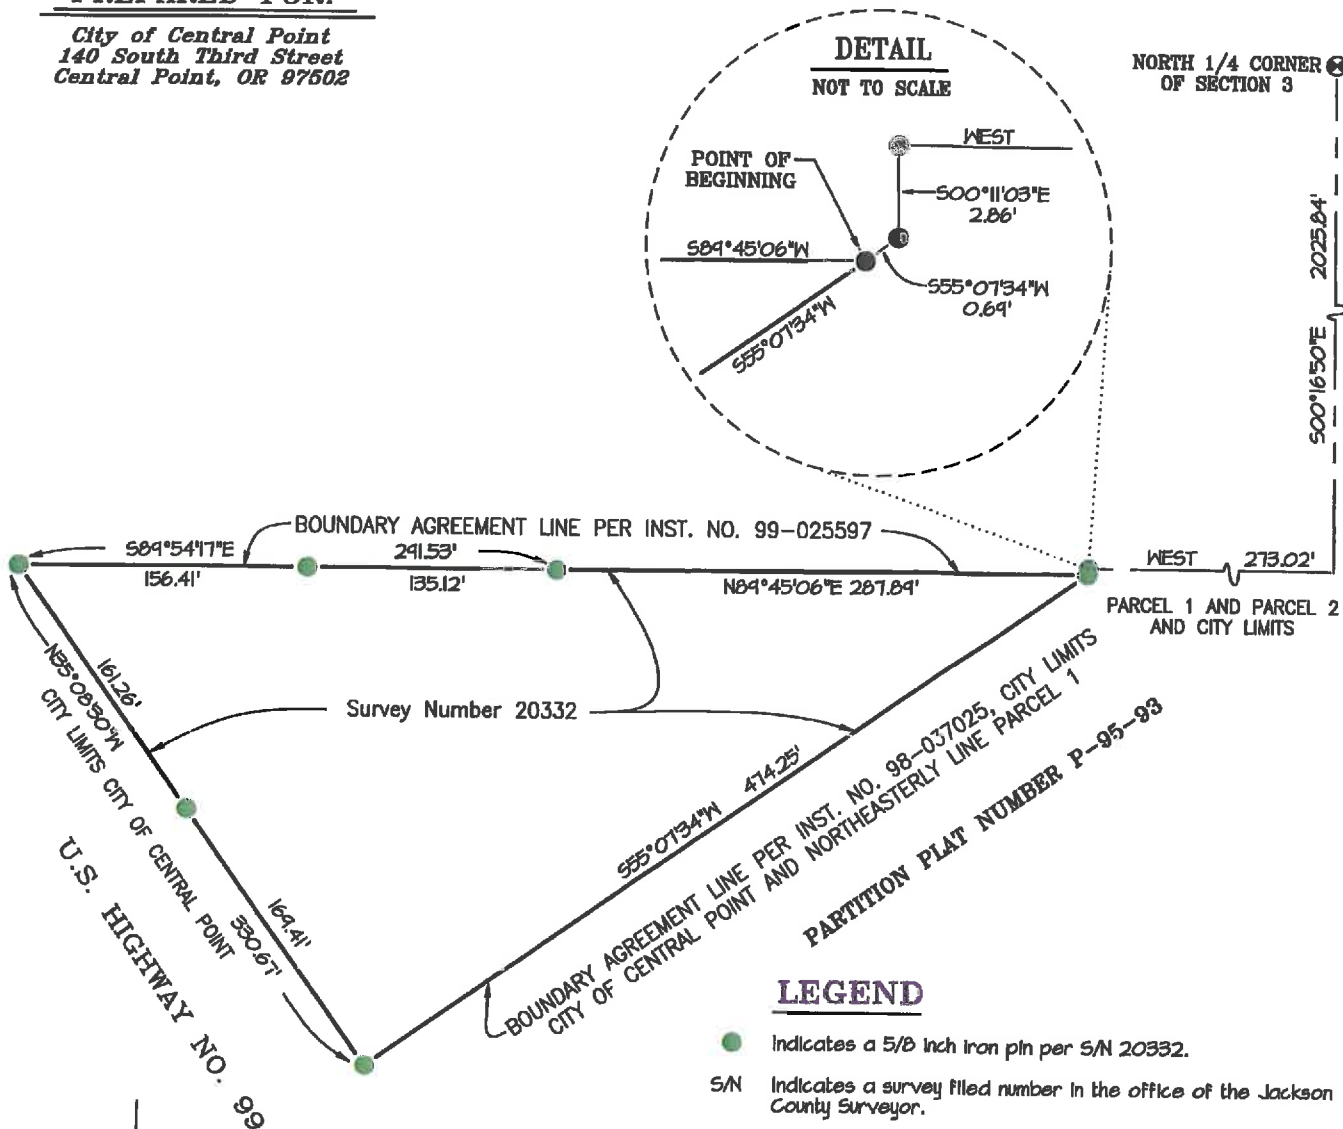 PREPARED FOR:
City of Central Point
140 South Third Street
Central Point, OR 97502
DETAIL
NOT TO SCALE
WEST
POINT OF
BEGINNING
S00°11'03"E
2.86'
S89°45'06"W
S55°07'34"W
0.69'
S55°07'34"W
NORTH 1/4 CORNER
OF SECTION 3
2025.84'
S00°16'50"E
BOUNDARY AGREEMENT LINE PER INST. NO. 99-025597
S89°54'17"E
291.53'
156.41'
135.12'
N89°45'06"E 287.89'
WEST 273.02'
PARCEL 1 AND PARCEL 2
AND CITY LIMITS
161.26'
N35°08'50"W
CITY LIMITS CITY OF CENTRAL POINT
Survey Number 20332
169.41'
330.67'
U.S. HIGHWAY NO. 99
S55°07'34"W 474.25'
BOUNDARY AGREEMENT LINE PER INST. NO. 98-037025, CITY LIMITS
CITY OF CENTRAL POINT AND NORTHEASTERLY LINE PARCEL 1
PARTITION PLAT NUMBER P-95-93
LEGEND
Indicates a 5/8 inch iron pin per S/N 20332.
S/N Indicates a survey filed number in the office of the Jackson
County Surveyor.